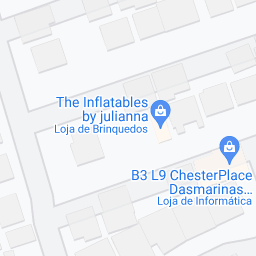 The Inflatables
by julianna
Loja de Brinquedos
B3 L9 ChesterPlace
Dasmarinas...
Loja de Informática